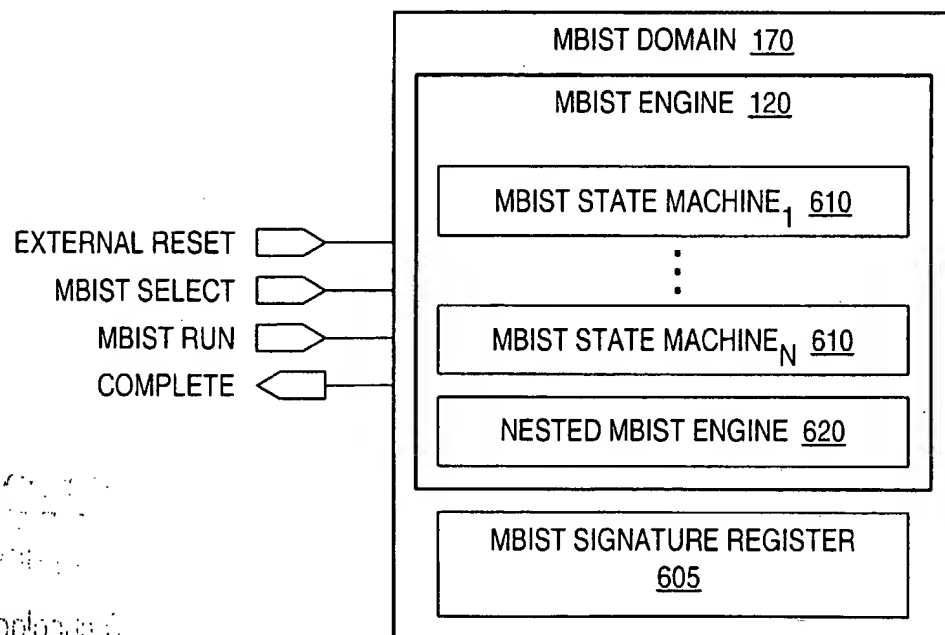 MBIST DOMAIN 170
MBIST ENGINE 120
MBIST STATE MACHINE1 610
EXTERNAL RESET
MBIST SELECT
MBIST RUN
COMPLETE
MBIST STATE MACHINEN 610
NESTED MBIST ENGINE 620
MBIST SIGNATURE REGISTER
605